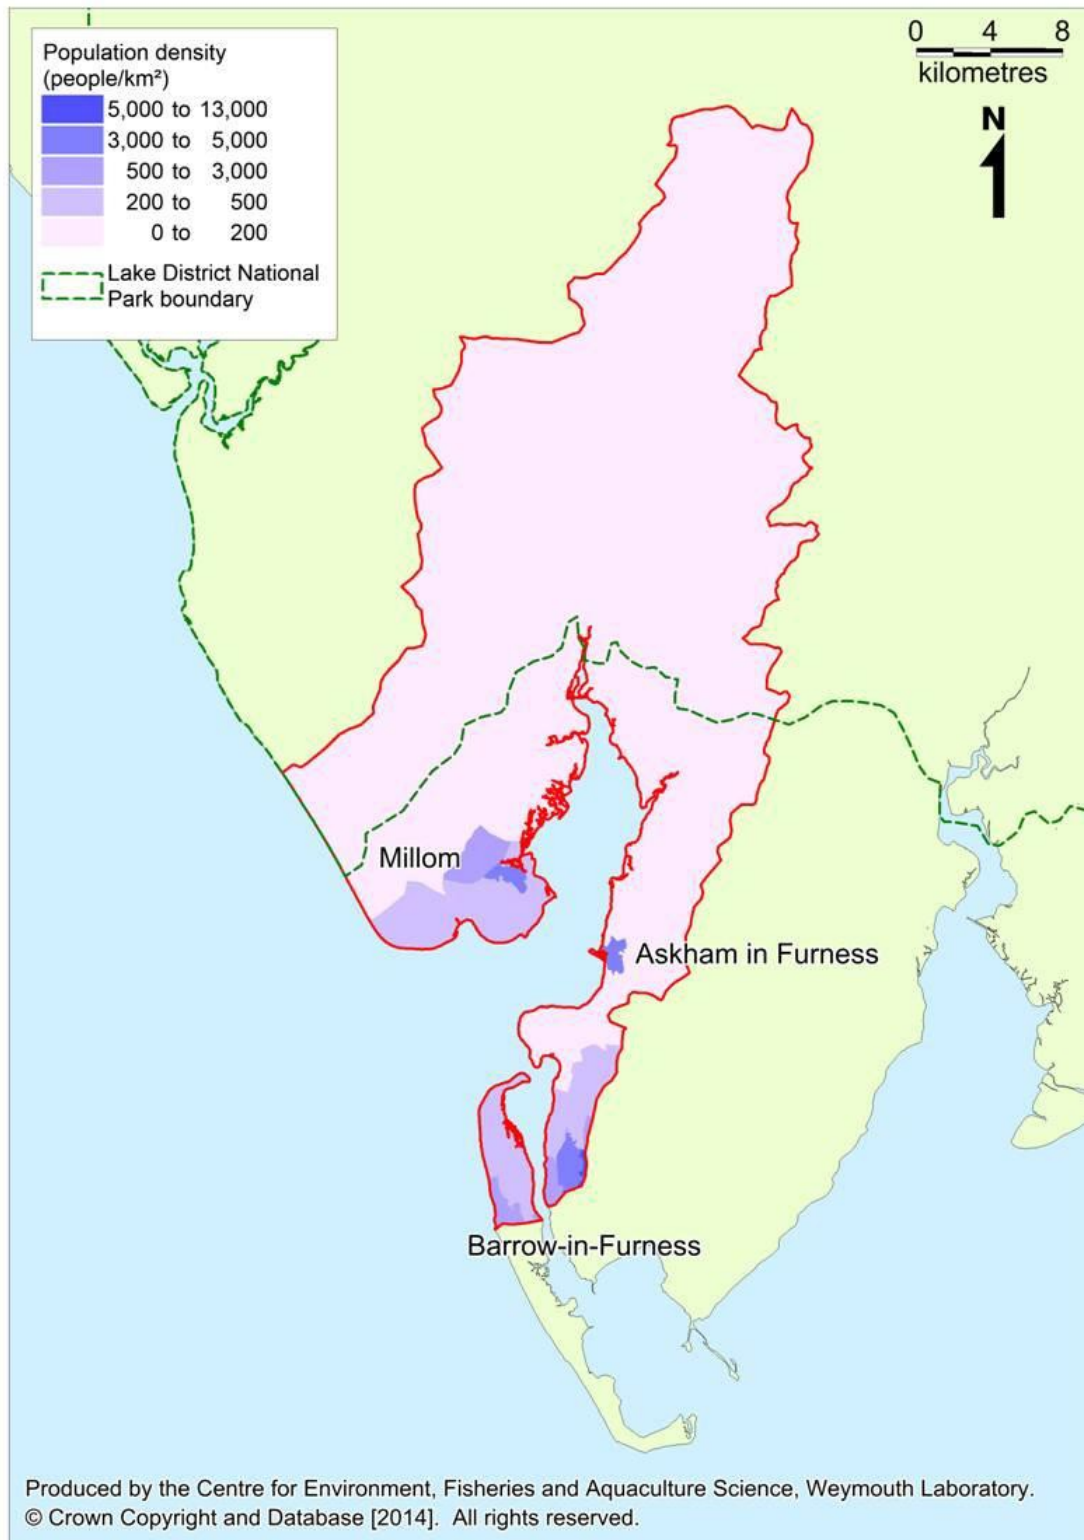 Population density
(people/km²)
5,000 to 13,000
3,000 to 5,000
500 to 3,000
200 to 500
0 to 200
Lake District National
Park boundary
0 4 8
kilometres
N
Millom
Askham in Furness
Barrow-in-Furness
Produced by the Centre for Environment, Fisheries and Aquaculture Science, Weymouth Laboratory.
© Crown Copyright and Database [2014]. All rights reserved.